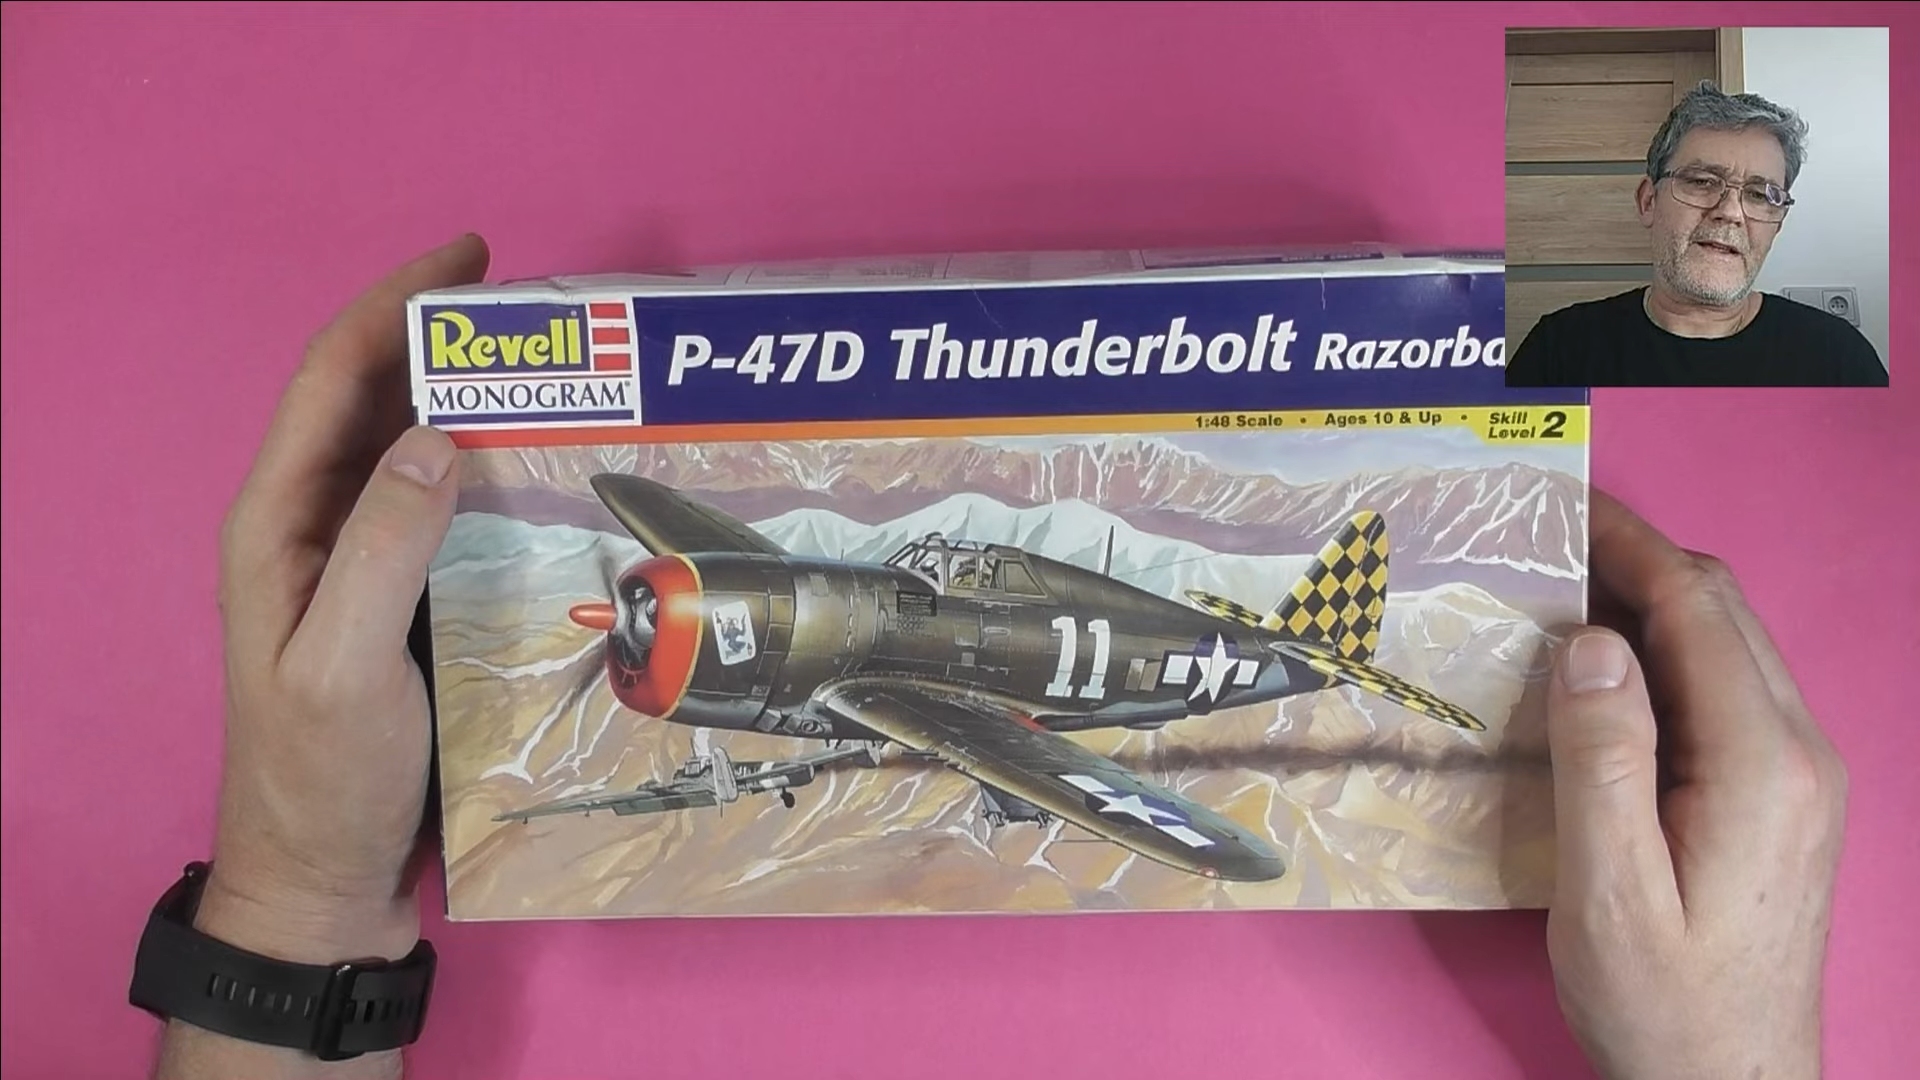 Revell
MONOGRAM
P-47D Thunderbolt Razorba
1:48 Scale • Ages 10 & Up • Skill Level 2
11